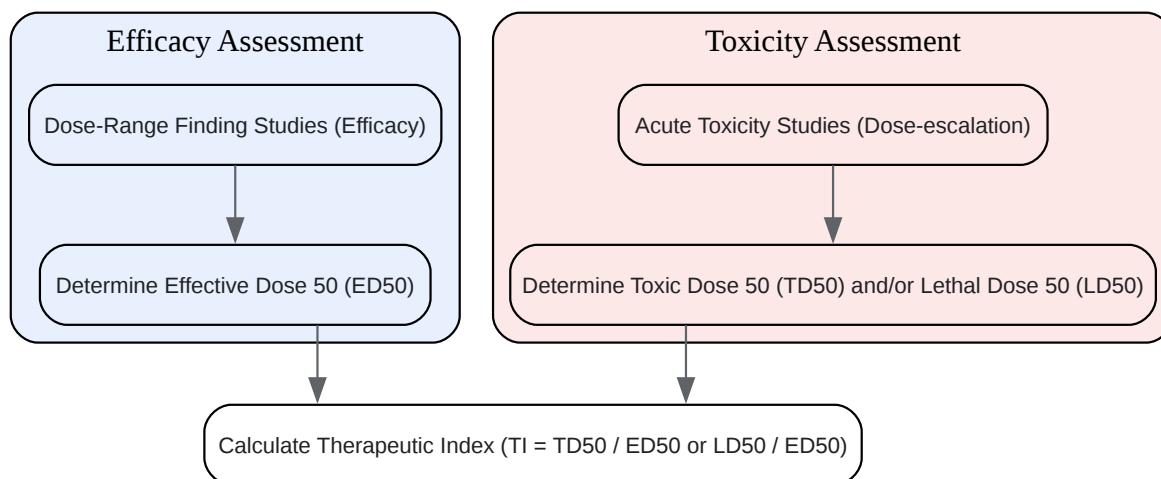 Efficacy Assessment
Dose-Range Finding Studies (Efficacy)
Determine Effective Dose 50 (ED50)
Toxicity Assessment
Acute Toxicity Studies (Dose-escalation)
Determine Toxic Dose 50 (TD50) and/or Lethal Dose 50 (LD50)
Calculate Therapeutic Index (TI = TD50 / ED50 or LD50 / ED50)